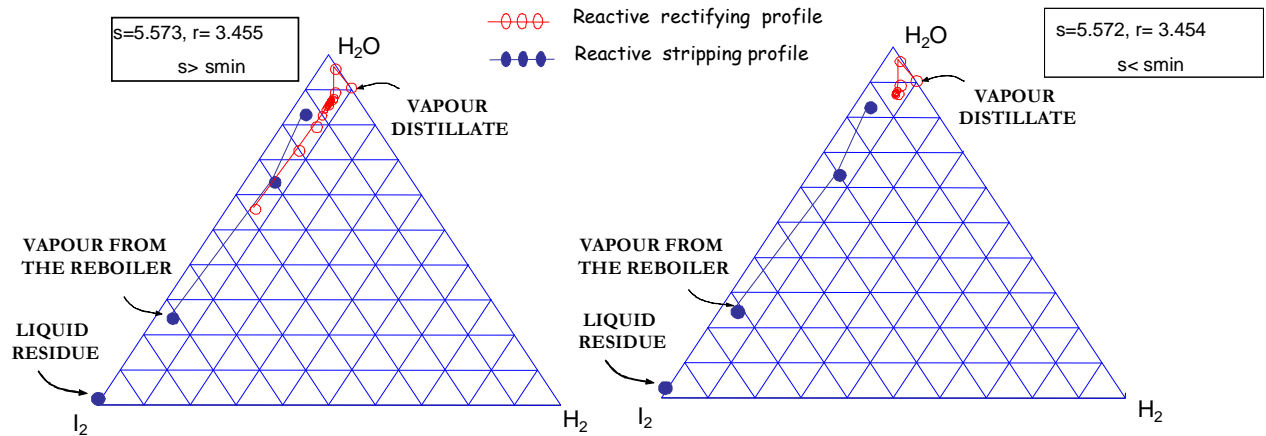 s=5.573, r= 3.455
s> smin
Reactive rectifying profile
Reactive stripping profile
s=5.572, r= 3.454
s< smin
H₂O
VAPOUR
DISTILLATE
VAPOUR FROM
THE REBOILER
LIQUID
RESIDUE
I₂
H₂
H₂O
VAPOUR
DISTILLATE
VAPOUR FROM
THE REBOILER
LIQUID
RESIDUE
I₂
H₂